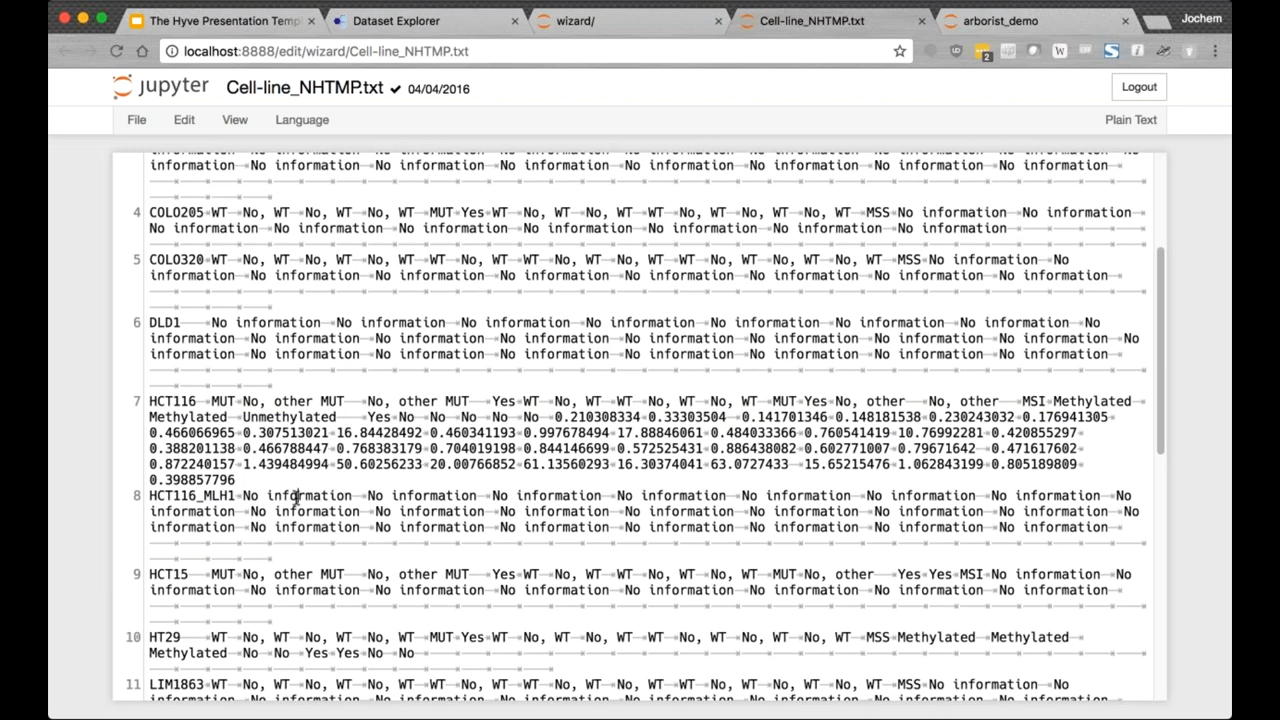 The Hyve Presentation Temp
Dataset Explorer
wizard/
Cell-line_NHTMP.txt
arborist_demo
Jochem
localhost:8888/edit/wizard/Cell-line_NHTMP.txt
2
W
S
jupyter Cell-line_NHTMP.txt 04/04/2016
Logout
File Edit View Language
Plain Text
information No information No information No information No information No information No information No
4 COLO205 WT No, WT No, WT No, WT MUT Yes WT No, WT No, WT No, WT No, WT No, WT MSS No information No information
No information No information No information No information No information No information No information
5 COLO320 WT No, WT No, WT No, WT WT No, WT WT No, WT No, WT WT No, WT No, WT No, WT MSS No information No
information No information No information No information No information No information No information No information
6 DLD1 No information No information No information No information No information No information No information No
information No information No information No information No information No information No information No information No
information No information No information No information No information No information No information No information
7 HCT116 MUT No, other MUT No, other MUT Yes WT No, WT No, WT No, WT MUT Yes No, other No, other MSI Methylated
Methylated Unmethylated Yes No No No No No 0.210308334 0.33303504 0.141701346 0.148181538 0.230243032 0.176941305
0.466066965 0.307513021 16.84428492 0.460341193 0.997678494 17.88846061 0.484033366 0.760541419 10.76992281 0.420855297
0.388201138 0.466788447 0.768383179 0.704019198 0.844146699 0.572525431 0.886438082 0.602771007 0.79671642 0.471617602
0.872240157 1.439484994 50.60256233 20.00766852 61.13560293 16.30374041 63.0727433 15.65215476 1.062843199 0.805189809
0.398857796
8 HCT116_MLH1 No information No information No information No information No information No information No information No
information No information No information No information No information No information No information No information No
information No information No information No information No information No information No information No information
9 HCT15 MUT No, other MUT No, other MUT Yes WT No, WT WT No, WT No, WT MUT No, other Yes Yes MSI No information No
information No information No information No information No information No information No information No information
10 HT29 WT No, WT No, WT No, WT MUT Yes WT No, WT No, WT No, WT No, WT No, WT MSS Methylated Methylated
Methylated No No Yes Yes No No
11 LIM1863 WT No, WT No, WT No, WT WT No, WT WT No, WT No, WT WT No, WT No, WT No, WT MSS No information No